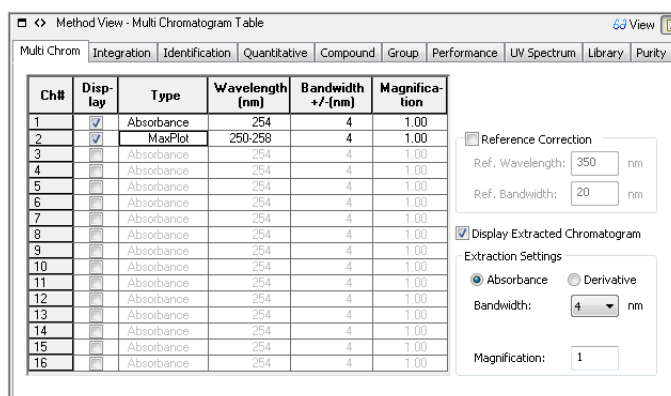 Method View - Multi Chromatogram Table
View
Multi Chrom Integration Identification Quantitative Compound Group Performance UV Spectrum Library Purity
Ch# Disp-lay Type Wavelength (nm) Bandwidth +/-(nm) Magnifica-tion
1 Absorbance 254 4 1.00
2 MaxPlot 250-258 4 1.00
3 Absorbance 254 4 1.00
4 Absorbance 254 4 1.00
5 Absorbance 254 4 1.00
6 Absorbance 254 4 1.00
7 Absorbance 254 4 1.00
8 Absorbance 254 4 1.00
9 Absorbance 254 4 1.00
10 Absorbance 254 4 1.00
11 Absorbance 254 4 1.00
12 Absorbance 254 4 1.00
13 Absorbance 254 4 1.00
14 Absorbance 254 4 1.00
15 Absorbance 254 4 1.00
16 Absorbance 254 4 1.00
Reference Correction
Ref. Wavelength: 350 nm
Ref. Bandwidth: 20 nm
Display Extracted Chromatogram
Extraction Settings
Absorbance Derivative
Bandwidth: 4 nm
Magnification: 1